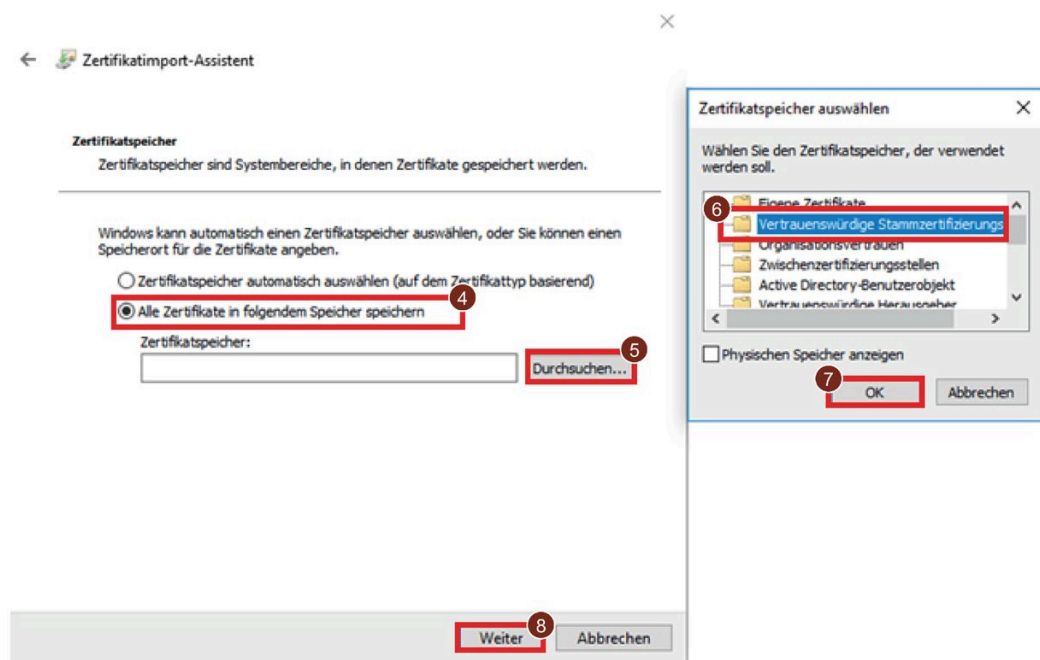 Zertifikatimport-Assistent
Zertifikatspeicher
Zertifikatspeicher sind Systembereiche, in denen Zertifikate gespeichert werden.
Windows kann automatisch einen Zertifikatspeicher auswählen, oder Sie können einen
Speicherort für die Zertifikate angeben.
Zertifikatspeicher automatisch auswählen (auf dem Zertifikattyp basierend)
4
Alle Zertifikate in folgendem Speicher speichern
Zertifikatspeicher:
5
Durchsuchen...
8
Weiter
Abbrechen
Zertifikatspeicher auswählen
Wählen Sie den Zertifikatspeicher, der verwendet
werden soll.
Eigene Zertifikate
6
Vertrauenswürdige Stammzertifizierungs
Organisationsvertrauen
Zwischenzertifizierungsstellen
Active Directory-Benutzerobjekt
Vertrauenswürdige Herausgeber
Physischen Speicher anzeigen
7
OK
Abbrechen